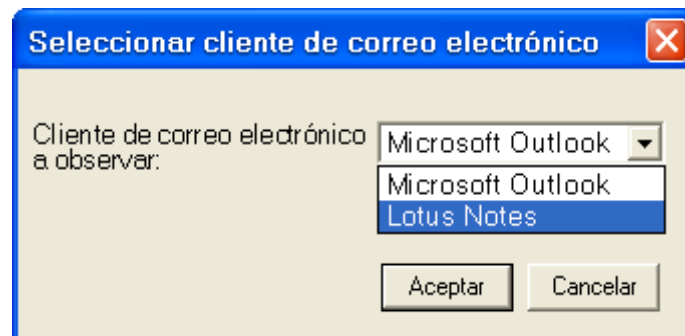 Seleccionar cliente de correo electrónico
Cliente de correo electrónico
a observar:
Microsoft Outlook
Microsoft Outlook
Lotus Notes
Aceptar
Cancelar